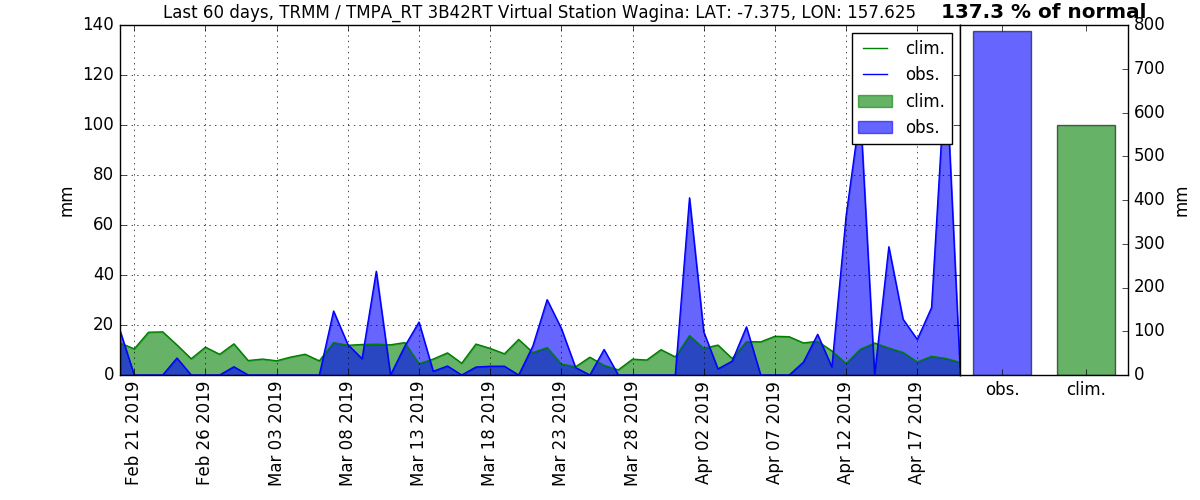 Last 60 days, TRMM / TMPA_RT 3B42RT Virtual Station Wagina: LAT: -7.375, LON: 157.625
137.3 % of normal
140
120
100
80
60
40
20
0
mm
clim.
obs.
clim.
obs.
800
700
600
500
400
300
200
100
0
mm
obs.
clim.
Feb 21 2019
Feb 26 2019
Mar 03 2019
Mar 08 2019
Mar 13 2019
Mar 18 2019
Mar 23 2019
Mar 28 2019
Apr 02 2019
Apr 07 2019
Apr 12 2019
Apr 17 2019